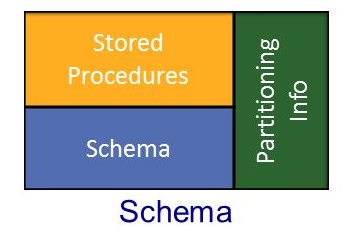 Stored
Procedures
Schema
Partitioning
Info
Schema